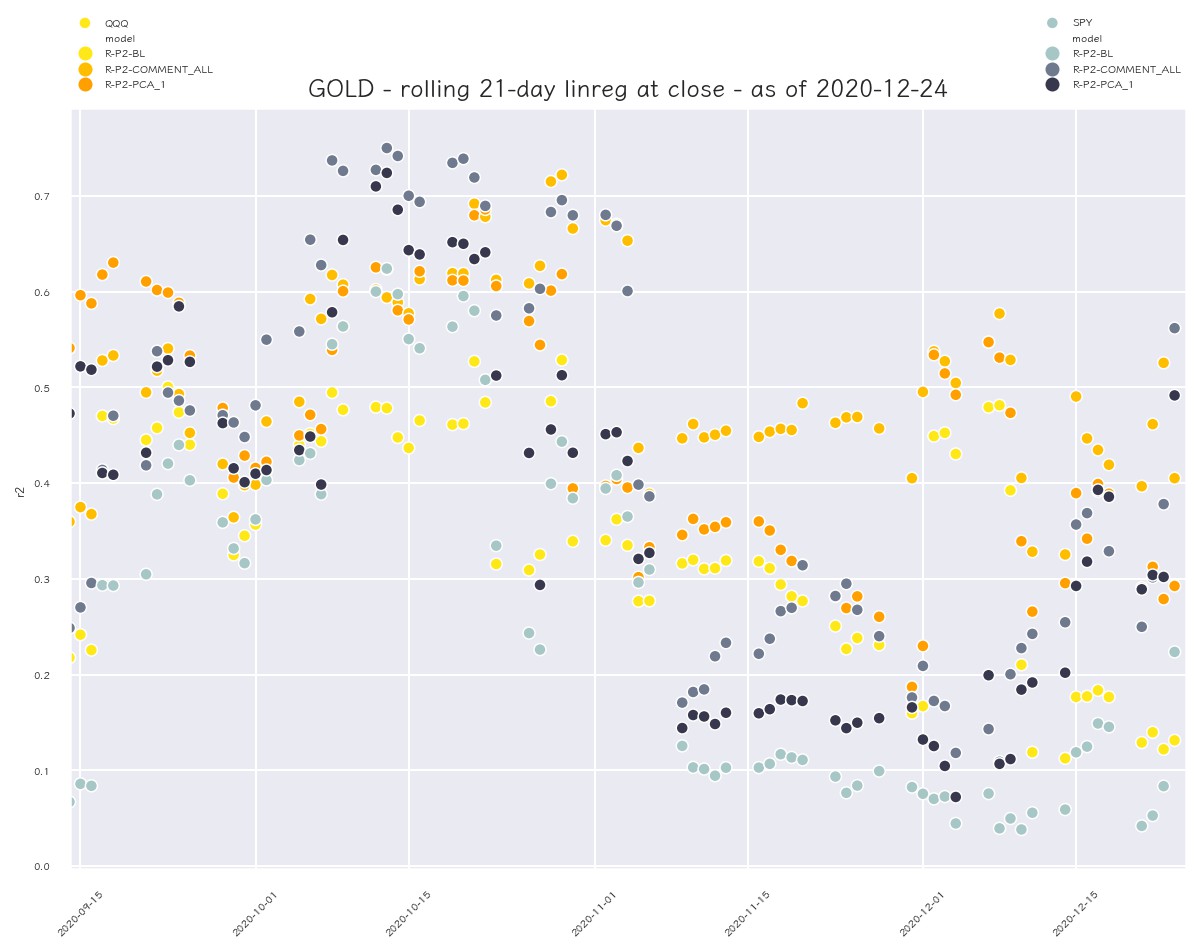 QQQ
model
R-P2-BL
R-P2-COMMENT_ALL
R-P2-PCA_1
SPY
model
R-P2-BL
R-P2-COMMENT_ALL
R-P2-PCA_1
GOLD - rolling 21-day linreg at close - as of 2020-12-24
0.7
0.6
0.5
0.4
0.3
0.2
0.1
0.0
r2
2020-09-15
2020-10-01
2020-10-15
2020-11-01
2020-11-15
2020-12-01
2020-12-15